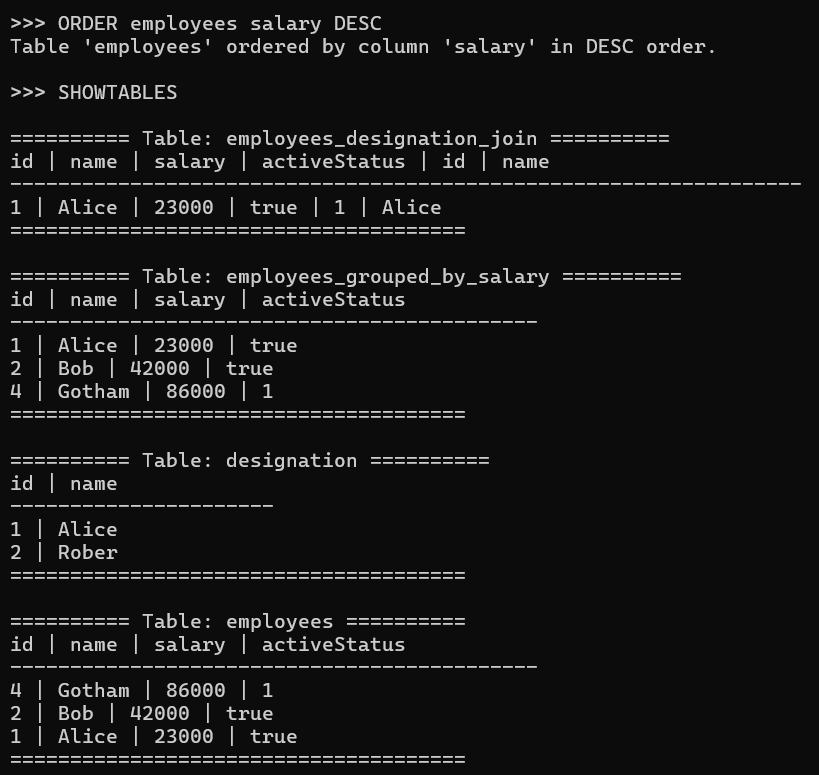 >>> ORDER employees salary DESC
Table 'employees' ordered by column 'salary' in DESC order.
>>> SHOWTABLES
========== Table: employees_designation_join ==========
id | name | salary | activeStatus | id | name
------------------------------------------------------------------
1 | Alice | 23000 | true | 1 | Alice
======================================
========== Table: employees_grouped_by_salary ==========
id | name | salary | activeStatus
--------------------------------------------
1 | Alice | 23000 | true
2 | Bob | 42000 | true
4 | Gotham | 86000 | 1
======================================
========== Table: designation ==========
id | name
----------------------
1 | Alice
2 | Rober
======================================
========== Table: employees ==========
id | name | salary | activeStatus
--------------------------------------------
4 | Gotham | 86000 | 1
2 | Bob | 42000 | true
1 | Alice | 23000 | true
======================================